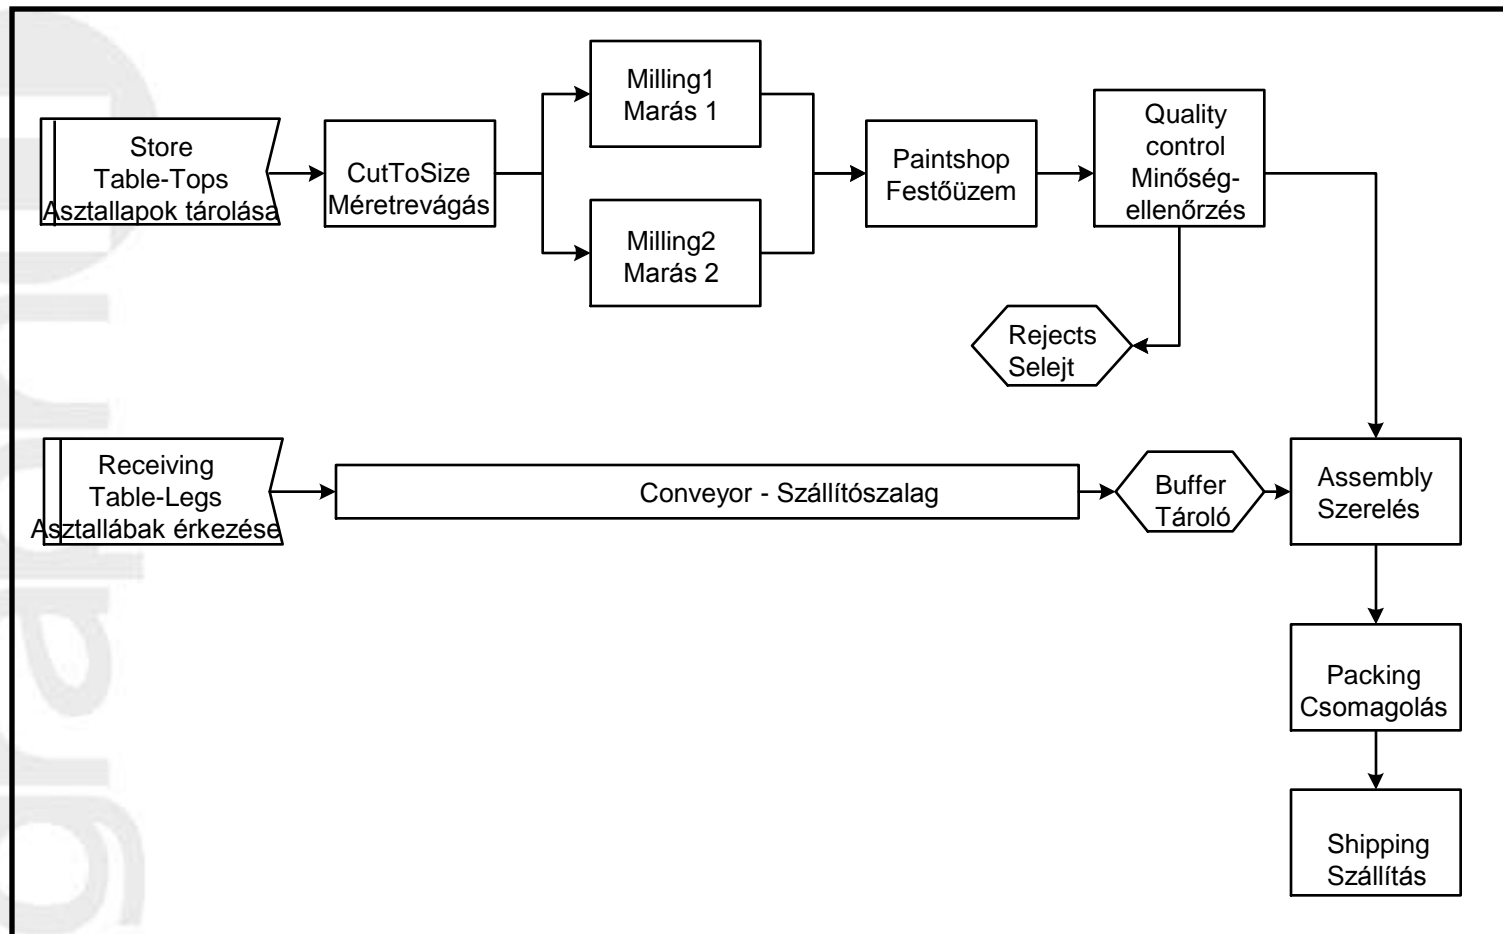 Milling1
Marás 1
Store
Table-Tops
Asztallapok tárolása
CutToSize
Méretrevágás
Milling2
Marás 2
Paintshop
Festőüzem
Quality
control
Minőség-
ellenőrzés
Rejects
Selejt
Receiving
Table-Legs
Asztallábak érkezése
Conveyor - Szállítószalag
Buffer
Tároló
Assembly
Szerelés
Packing
Csomagolás
Shipping
Szállítás